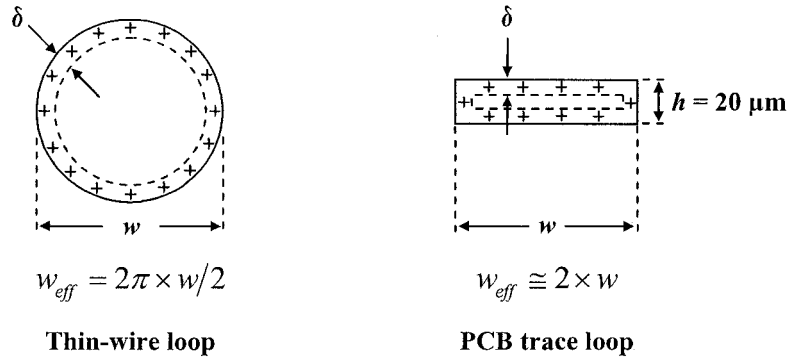 δ
δ
h = 20 μm
w
w
w_eff = 2π × w/2
w_eff ≅ 2 × w
Thin-wire loop
PCB trace loop